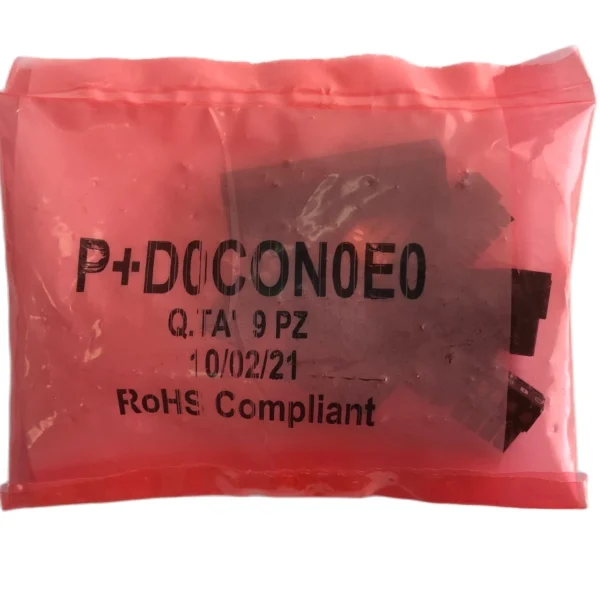 P+D0CON0E0
Q.TA' 9 PZ
10/02/21
RoHS Compliant